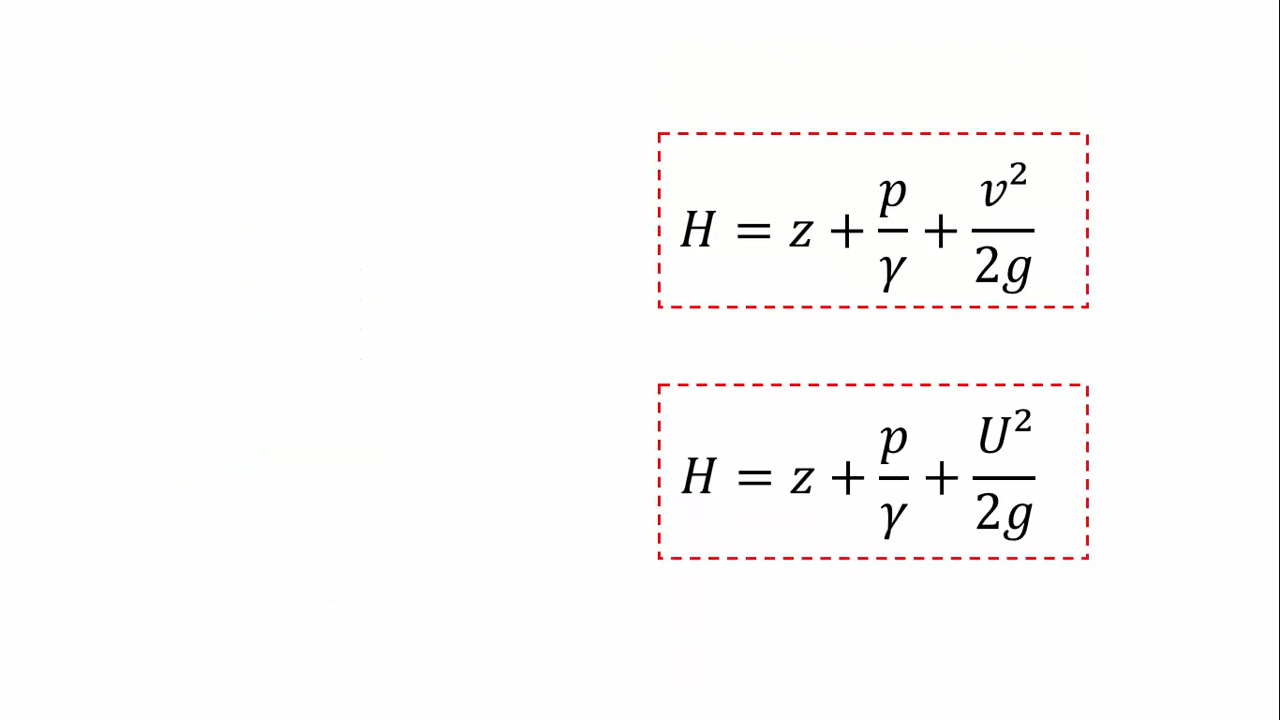 H = z + p/γ + v²/2g
H = z + p/γ + U²/2g